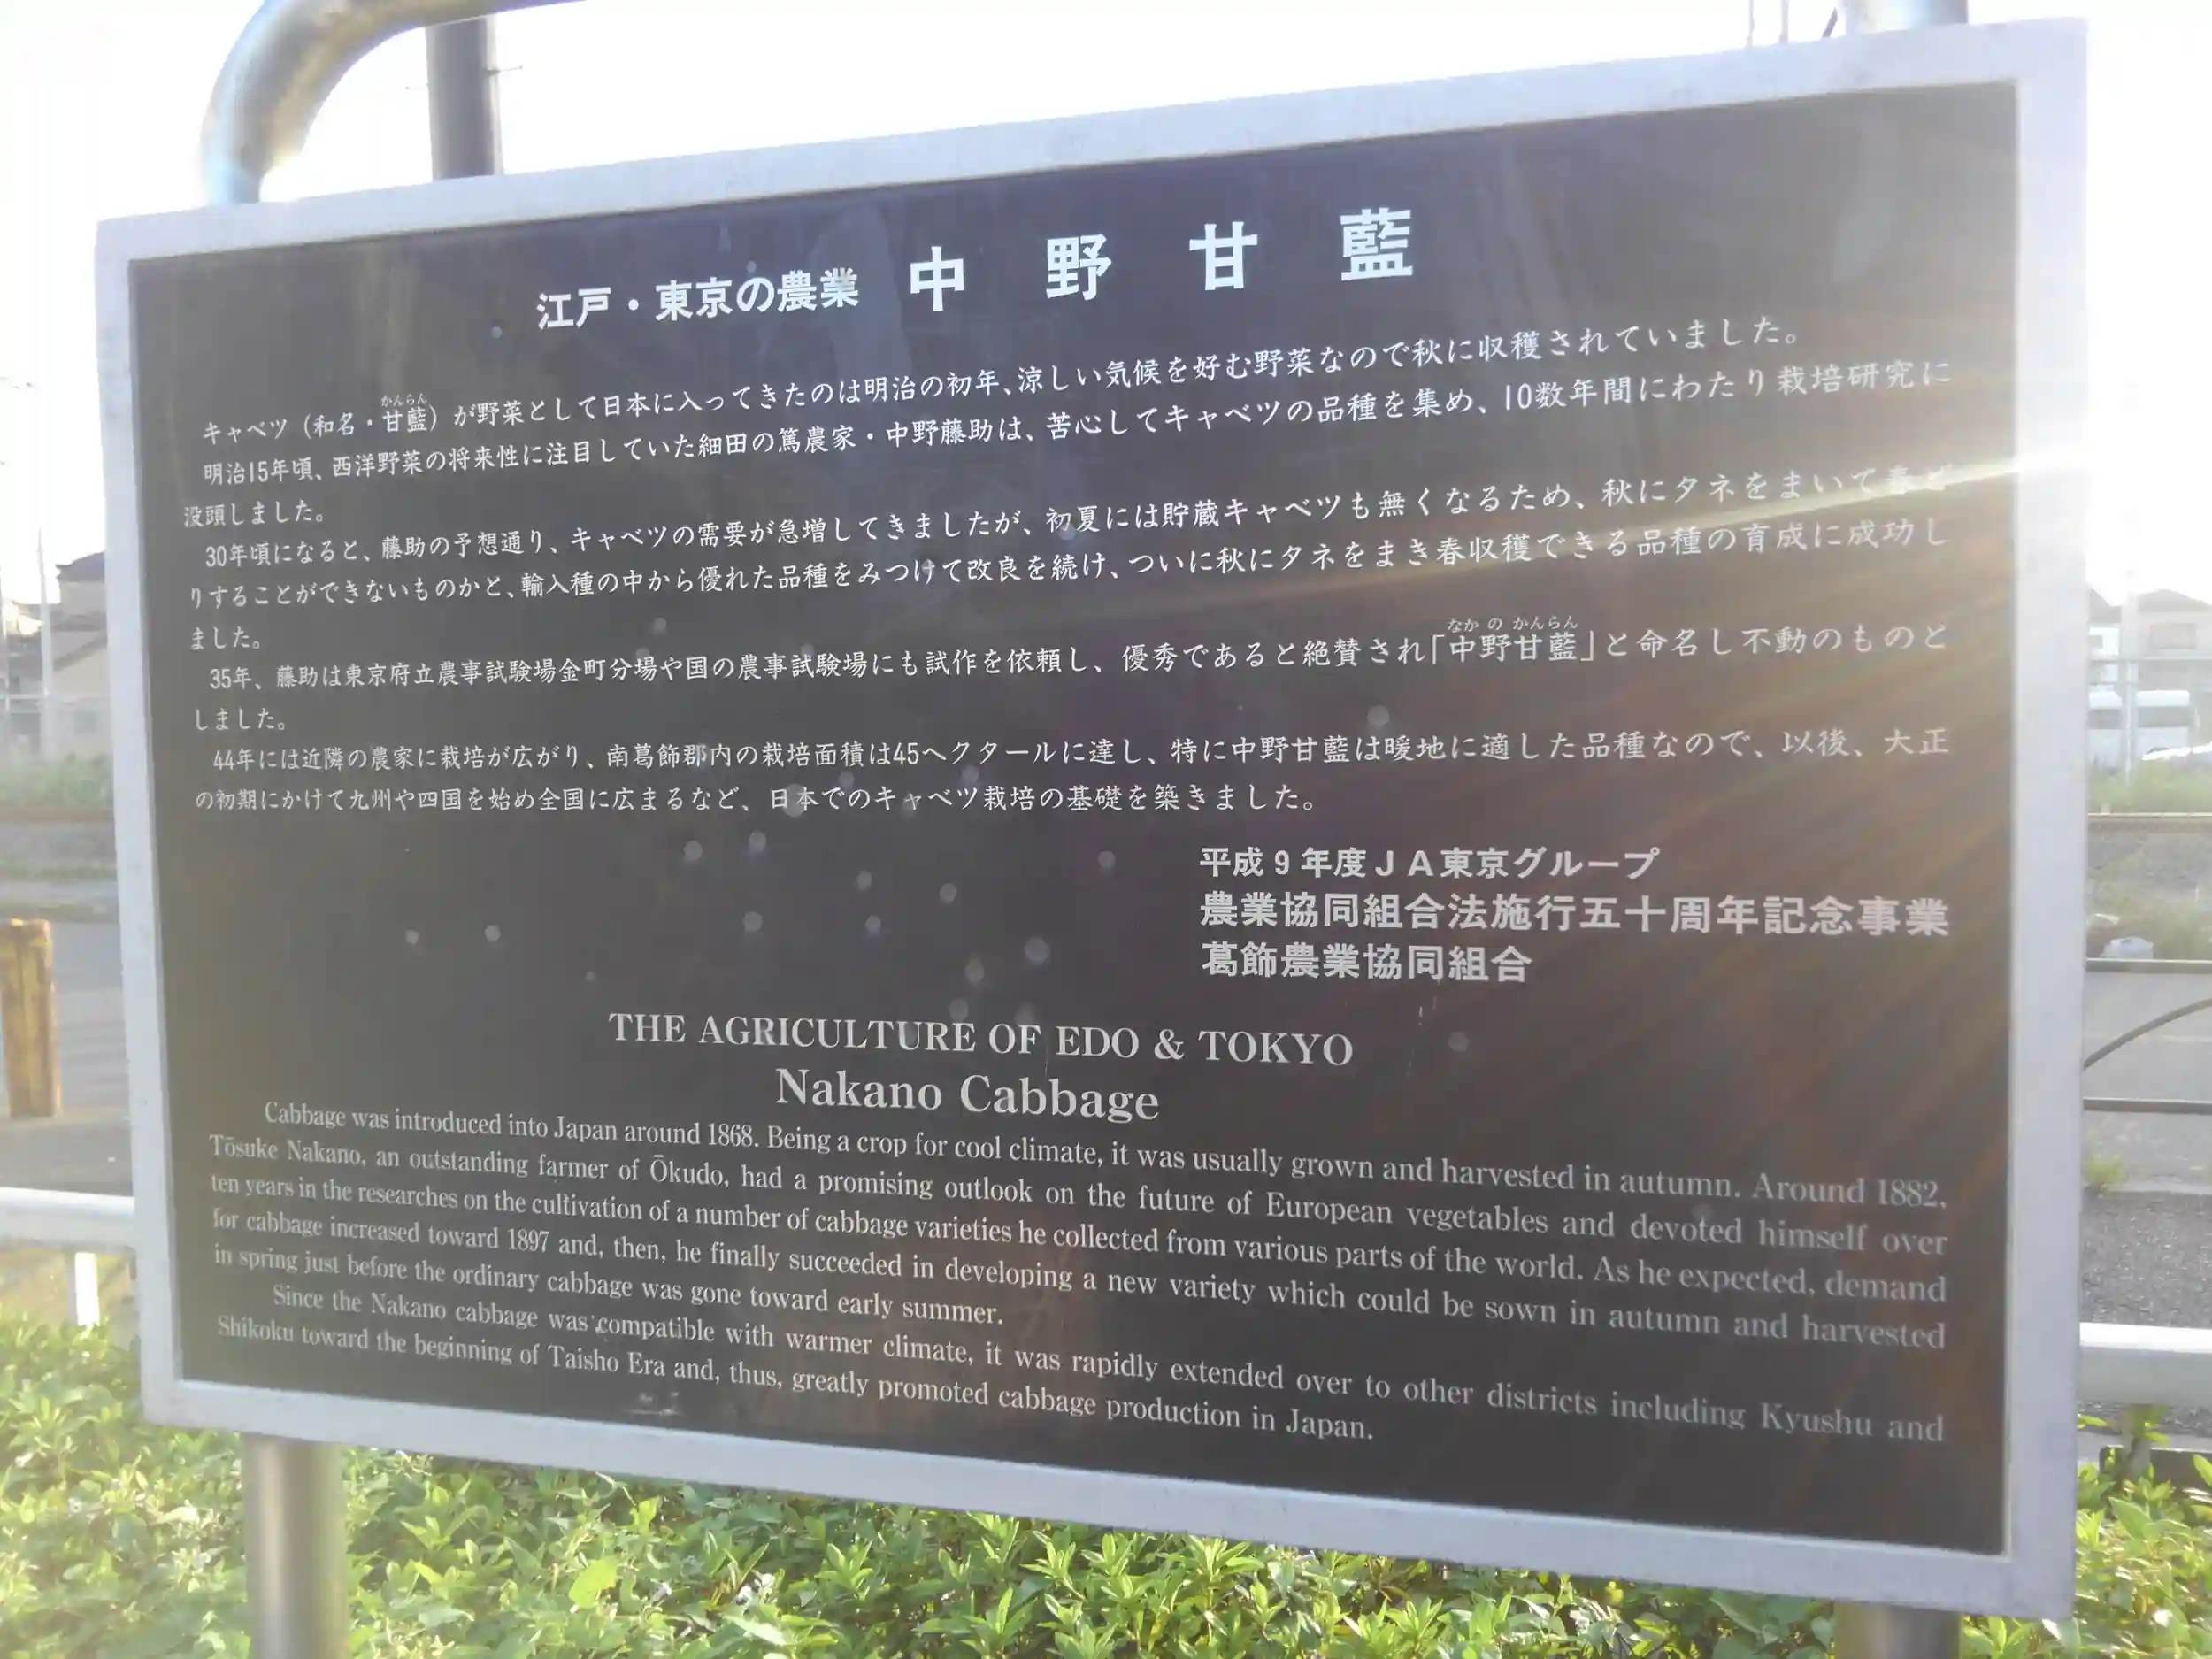 江戸・東京の農業 中野甘藍
かんらん
キャベツ（和名・甘藍）が野菜として日本に入ってきたのは明治の初年、涼しい気候を好む野菜なので秋に収穫されていました。
明治15年頃、西洋野菜の将来性に注目していた細田の篤農家・中野藤助は、苦心してキャベツの品種を集め、10数年間にわたり栽培研究に
没頭しました。
30年頃になると、藤助の予想通り、キャベツの需要が急増してきましたが、初夏には貯蔵キャベツも無くなるため、秋にタネをまいて春ど
りすることができないものかと、輸入種の中から優れた品種をみつけて改良を続け、ついに秋にタネをまき春収穫できる品種の育成に成功し
ました。
なかの かんらん
35年、藤助は東京府立農事試験場金町分場や国の農事試験場にも試作を依頼し、優秀であると絶賛され「中野甘藍」と命名し不動のものと
しました。
44年には近隣の農家に栽培が広がり、南葛飾郡内の栽培面積は45ヘクタールに達し、特に中野甘藍は暖地に適した品種なので、以後、大正
の初期にかけて九州や四国を始め全国に広まるなど、日本でのキャベツ栽培の基礎を築きました。
平成9年度JA東京グループ
農業協同組合法施行五十周年記念事業
葛飾農業協同組合
THE AGRICULTURE OF EDO & TOKYO
Nakano Cabbage
Cabbage was introduced into Japan around 1868. Being a crop for cool climate, it was usually grown and harvested in autumn. Around 1882,
Tōsuke Nakano, an outstanding farmer of Ōkudo, had a promising outlook on the future of European vegetables and devoted himself over
ten years in the researches on the cultivation of a number of cabbage varieties he collected from various parts of the world. As he expected, demand
for cabbage increased toward 1897 and, then, he finally succeeded in developing a new variety which could be sown in autumn and harvested
in spring just before the ordinary cabbage was gone toward early summer.
Since the Nakano cabbage was compatible with warmer climate, it was rapidly extended over to other districts including Kyushu and
Shikoku toward the beginning of Taisho Era and, thus, greatly promoted cabbage production in Japan.